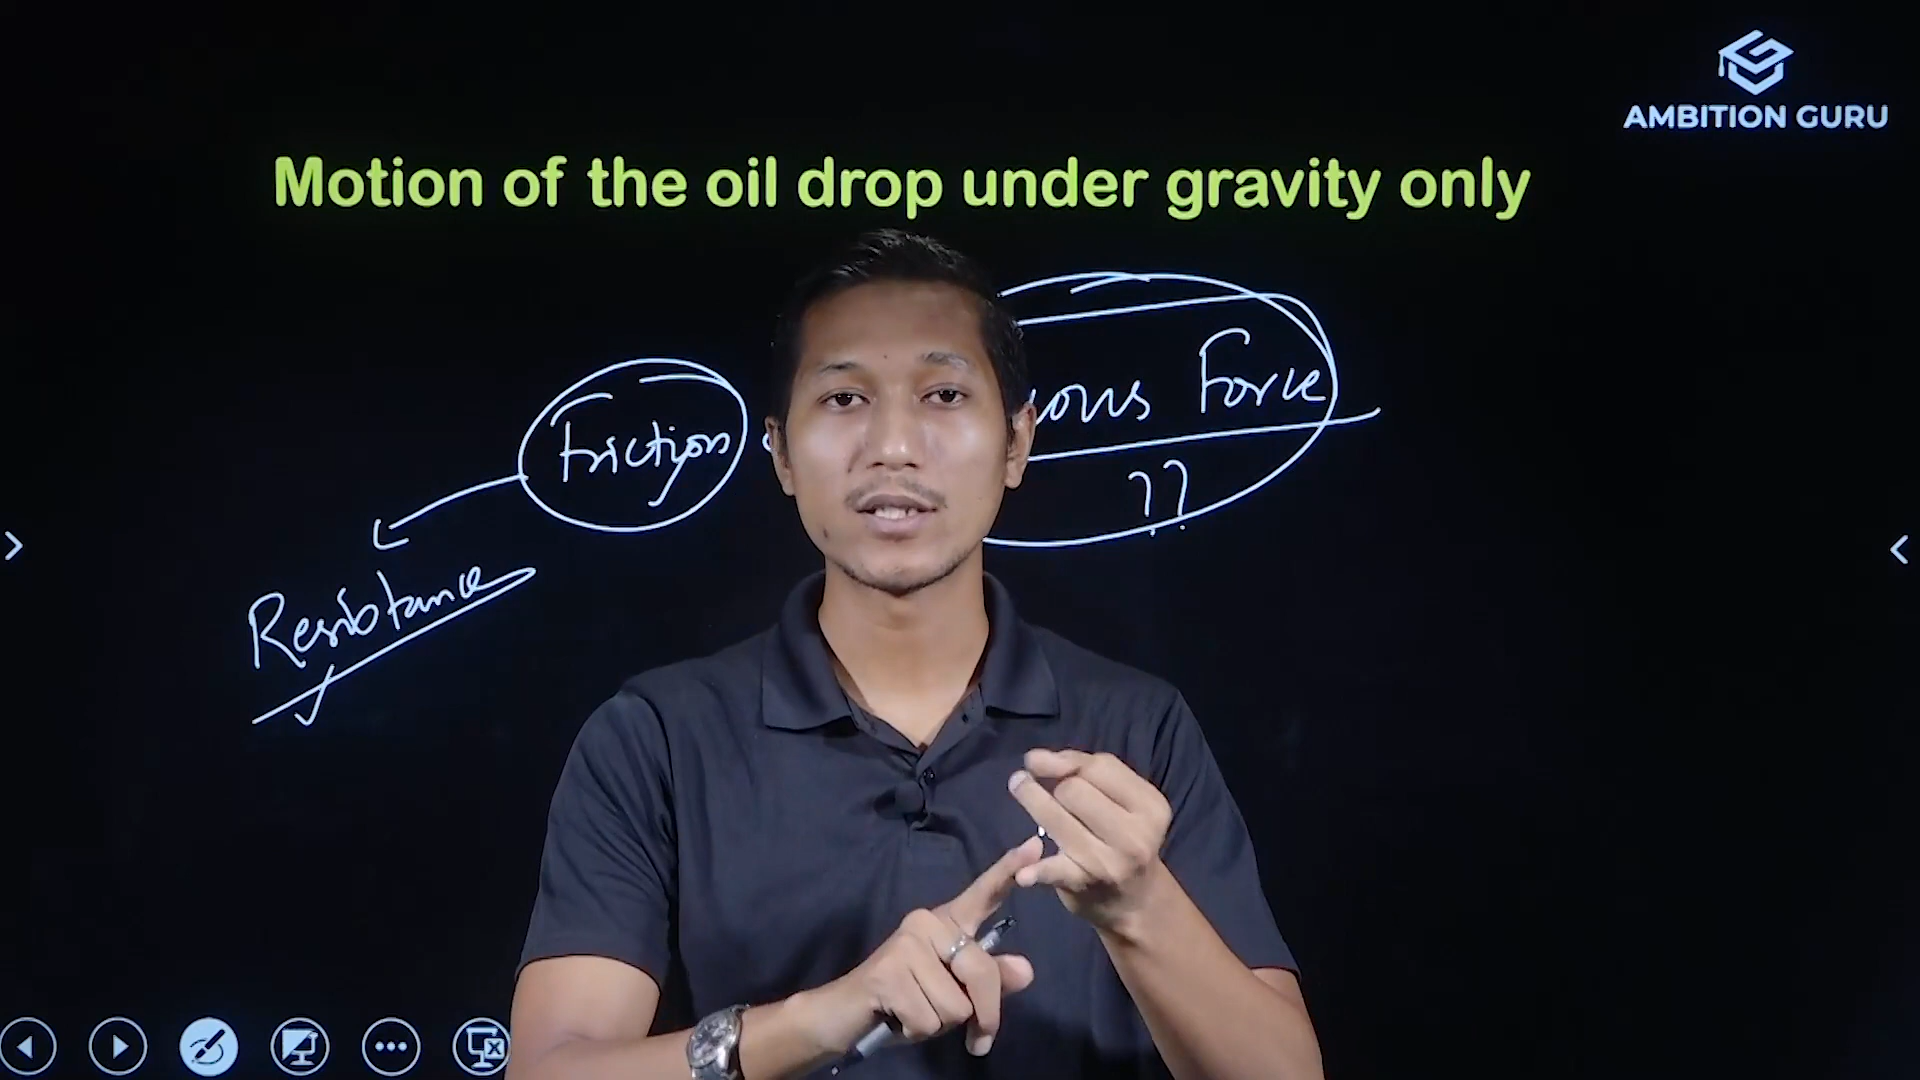 AMBITION GURU
Motion of the oil drop under gravity only
Friction
Force
??
Resistance